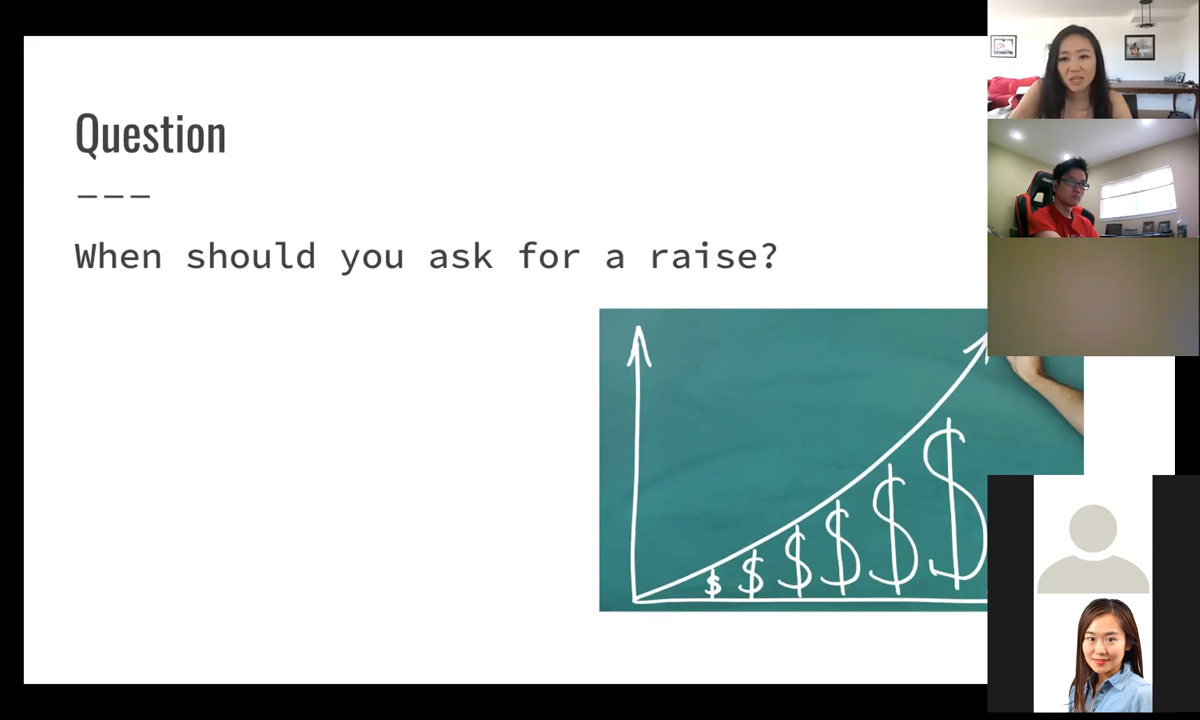 Question
When should you ask for a raise?
$ $ $ $ $ $